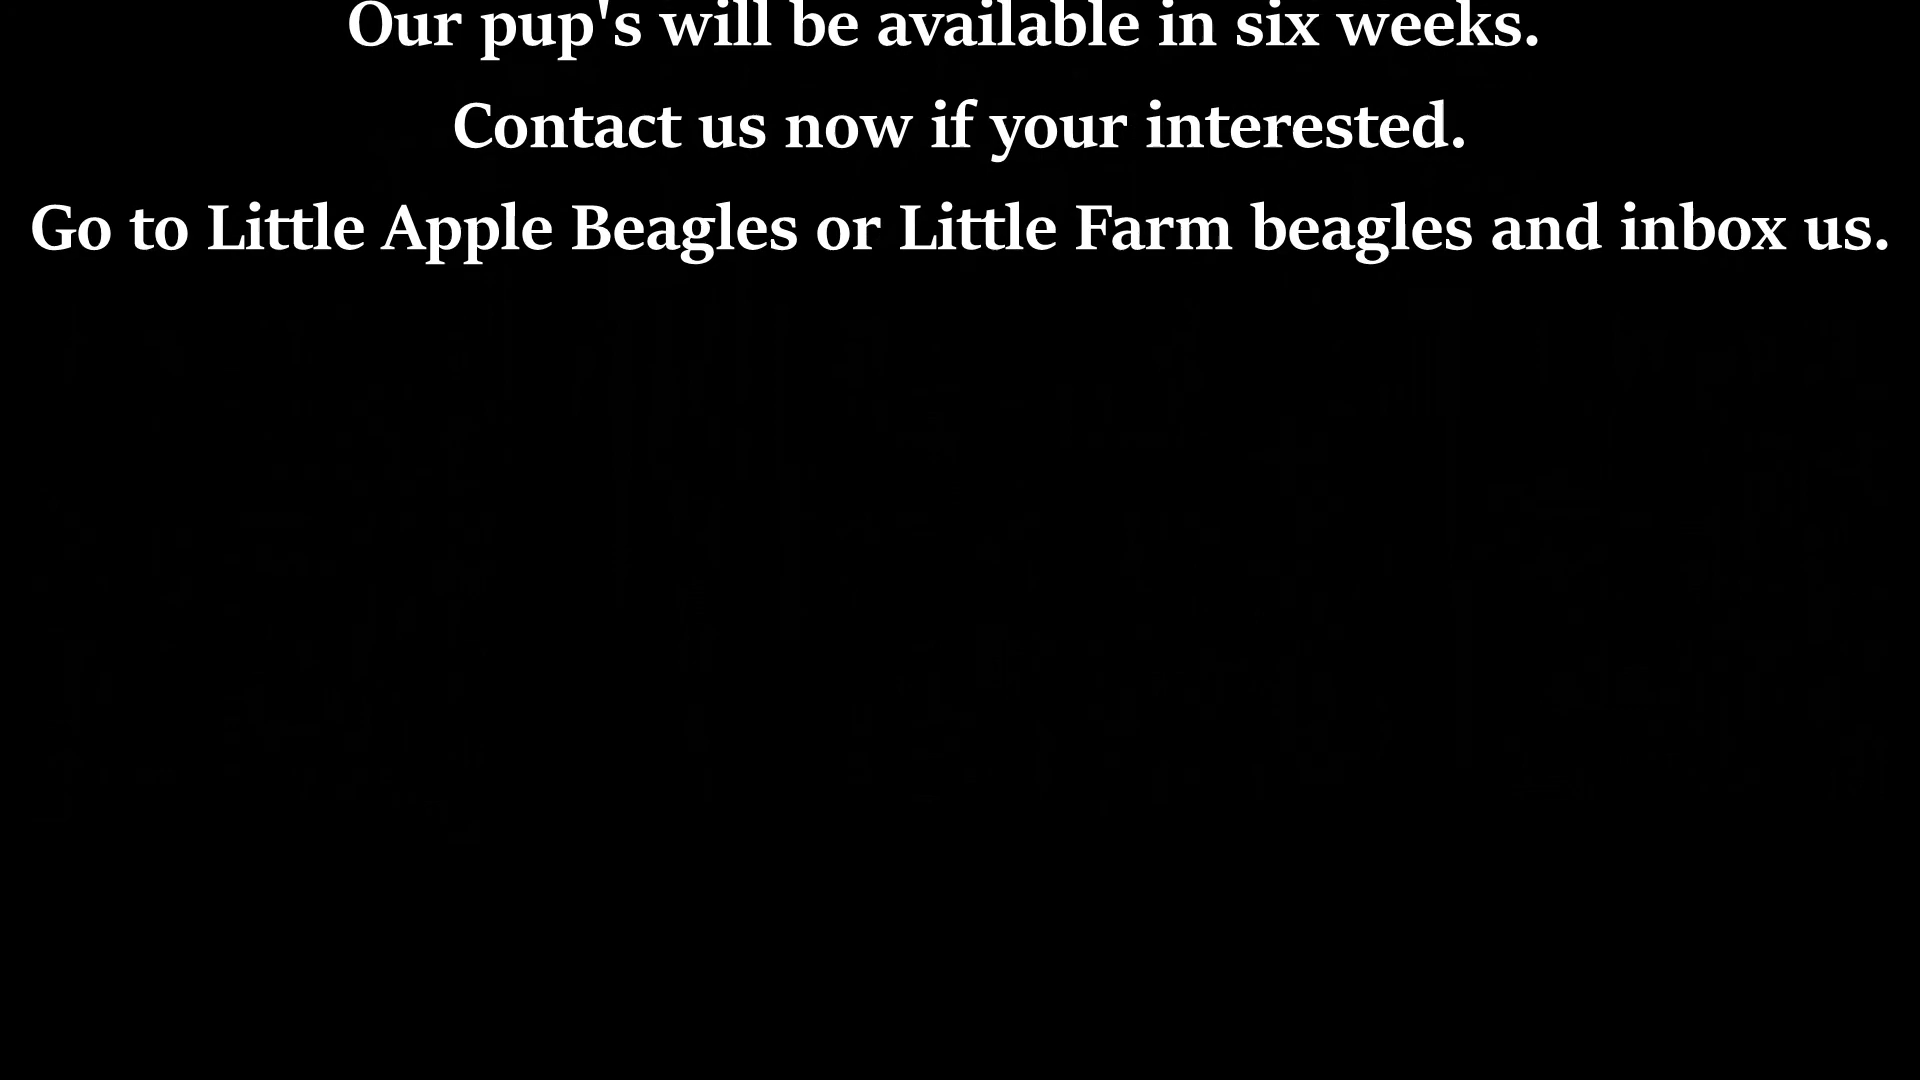 Our pup's will be available in six weeks.
Contact us now if your interested.
Go to Little Apple Beagles or Little Farm beagles and inbox us.